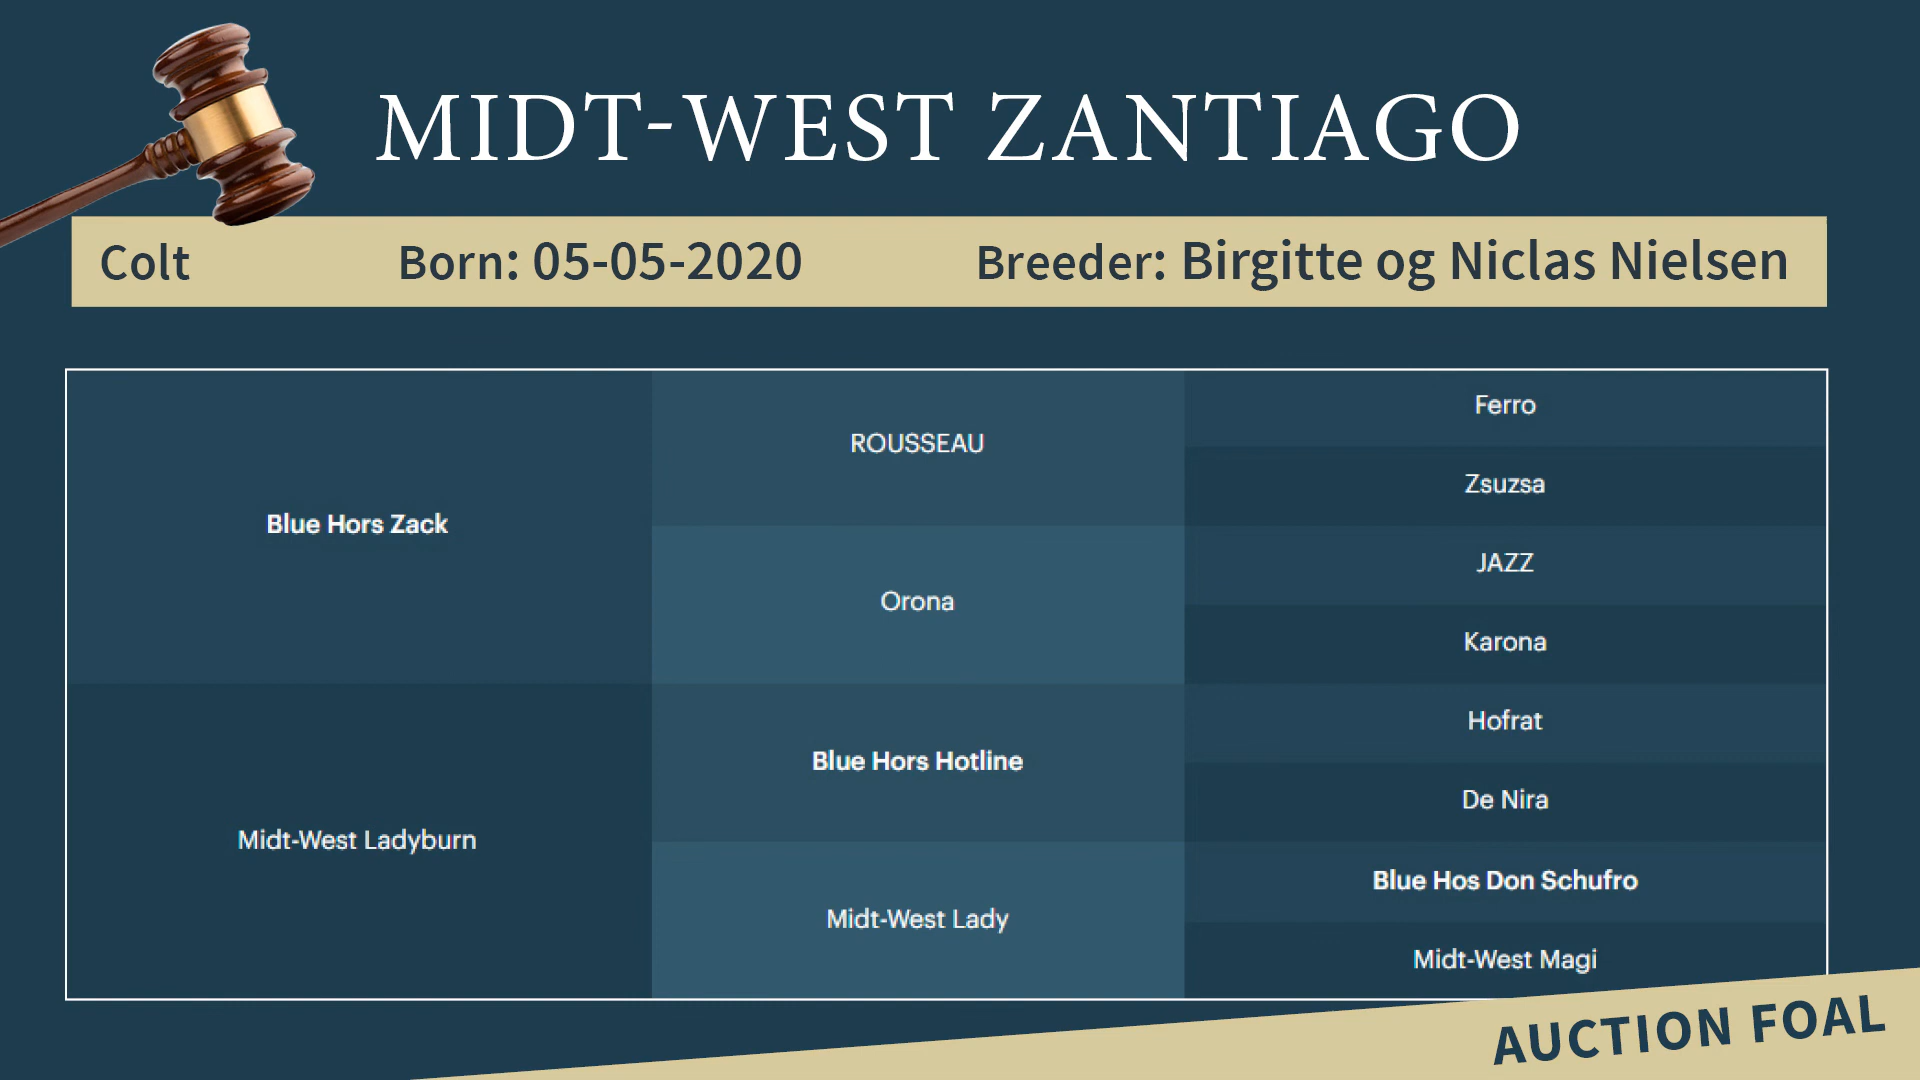 MIDT-WEST ZANTIAGO
Colt Born: 05-05-2020 Breeder: Birgitte og Niclas Nielsen
Blue Hors Zack
ROUSSEAU
Ferro
Zsuzsa
Orona
JAZZ
Karona
Midt-West Ladyburn
Blue Hors Hotline
Hofrat
De Nira
Midt-West Lady
Blue Hos Don Schufro
Midt-West Magi
AUCTION FOAL